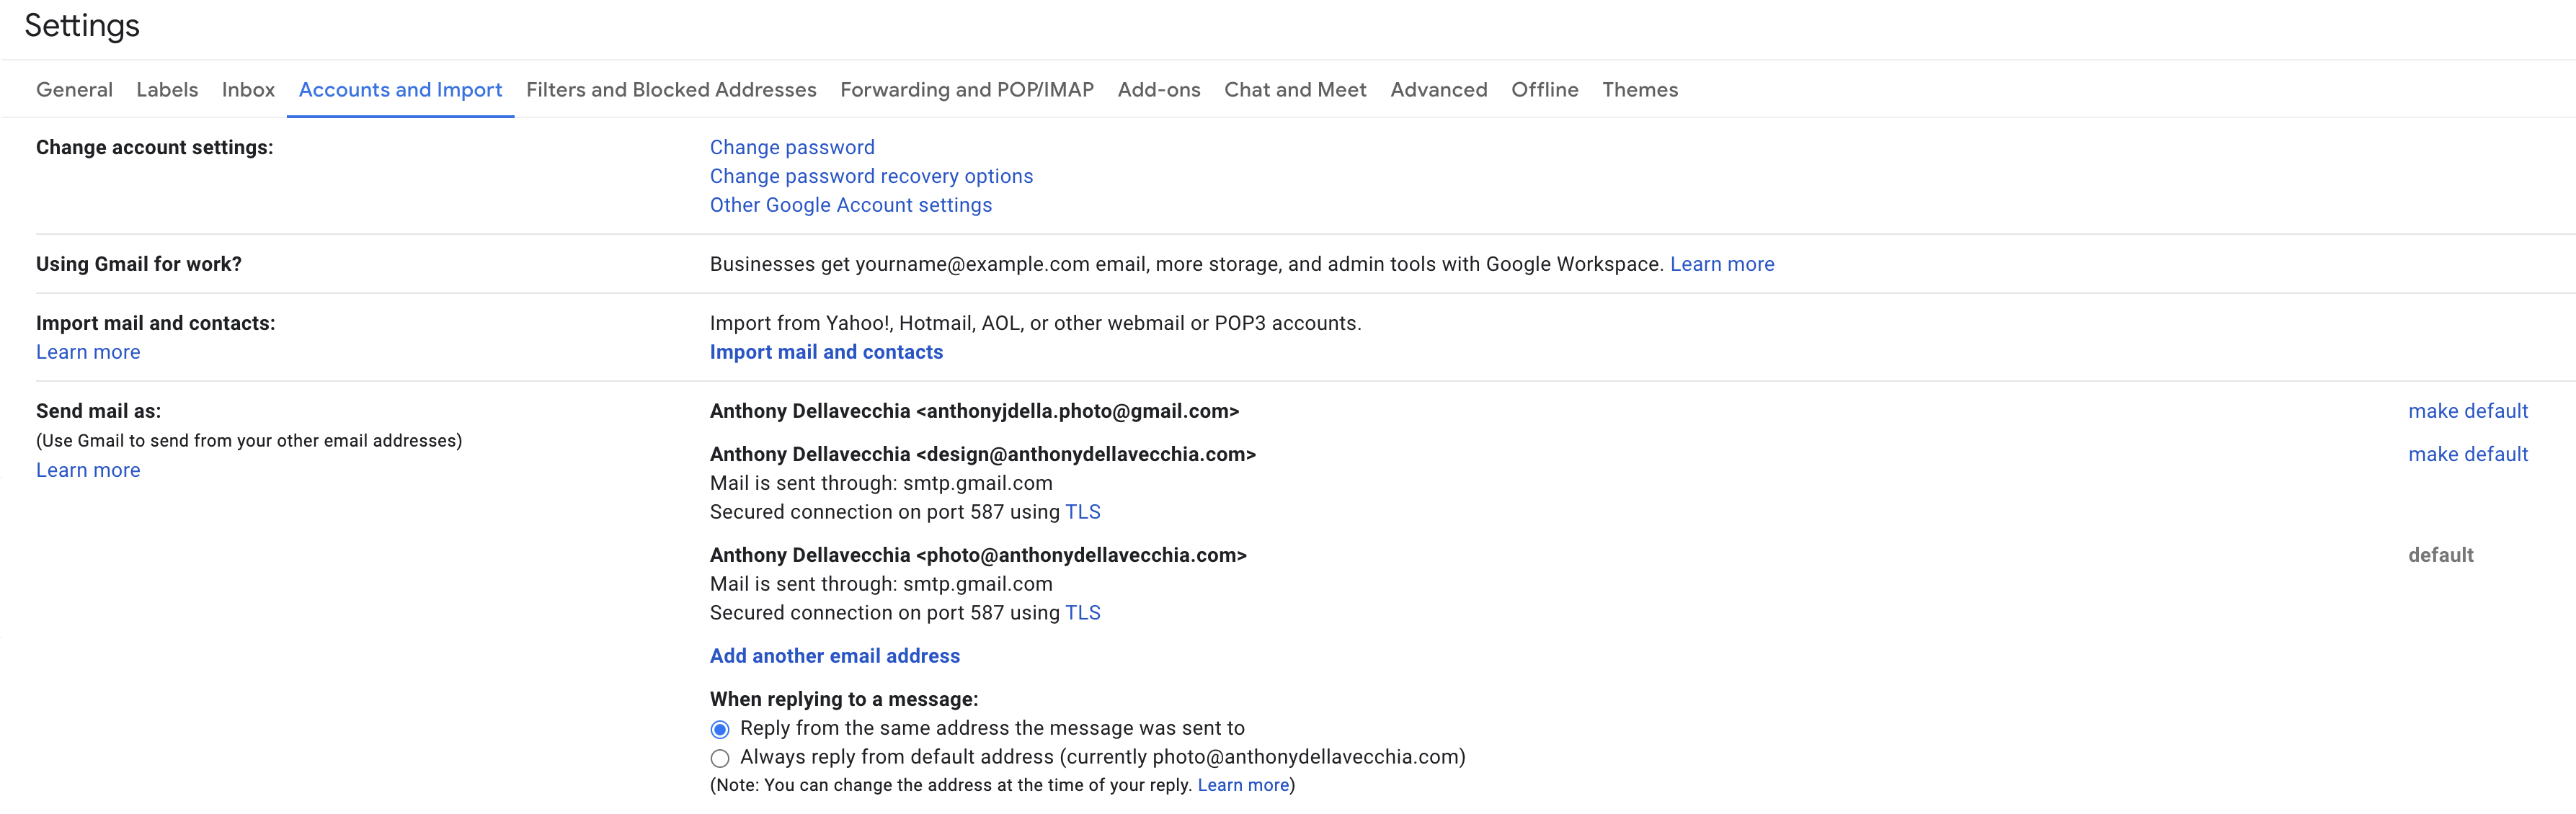 Settings
General Labels Inbox Accounts and Import Filters and Blocked Addresses Forwarding and POP/IMAP Add-ons Chat and Meet Advanced Offline Themes
Change account settings: Change password
Change password recovery options
Other Google Account settings
Using Gmail for work? Businesses get yourname@example.com email, more storage, and admin tools with Google Workspace. Learn more
Import mail and contacts: Import from Yahoo!, Hotmail, AOL, or other webmail or POP3 accounts.
Learn more Import mail and contacts
Send mail as: Anthony Dellavecchia <anthonyjdella.photo@gmail.com> make default
(Use Gmail to send from your other email addresses)
Learn more
Anthony Dellavecchia <design@anthonydellavecchia.com> make default
Mail is sent through: smtp.gmail.com
Secured connection on port 587 using TLS
Anthony Dellavecchia <photo@anthonydellavecchia.com> default
Mail is sent through: smtp.gmail.com
Secured connection on port 587 using TLS
Add another email address
When replying to a message:
Reply from the same address the message was sent to
Always reply from default address (currently photo@anthonydellavecchia.com)
(Note: You can change the address at the time of your reply. Learn more)